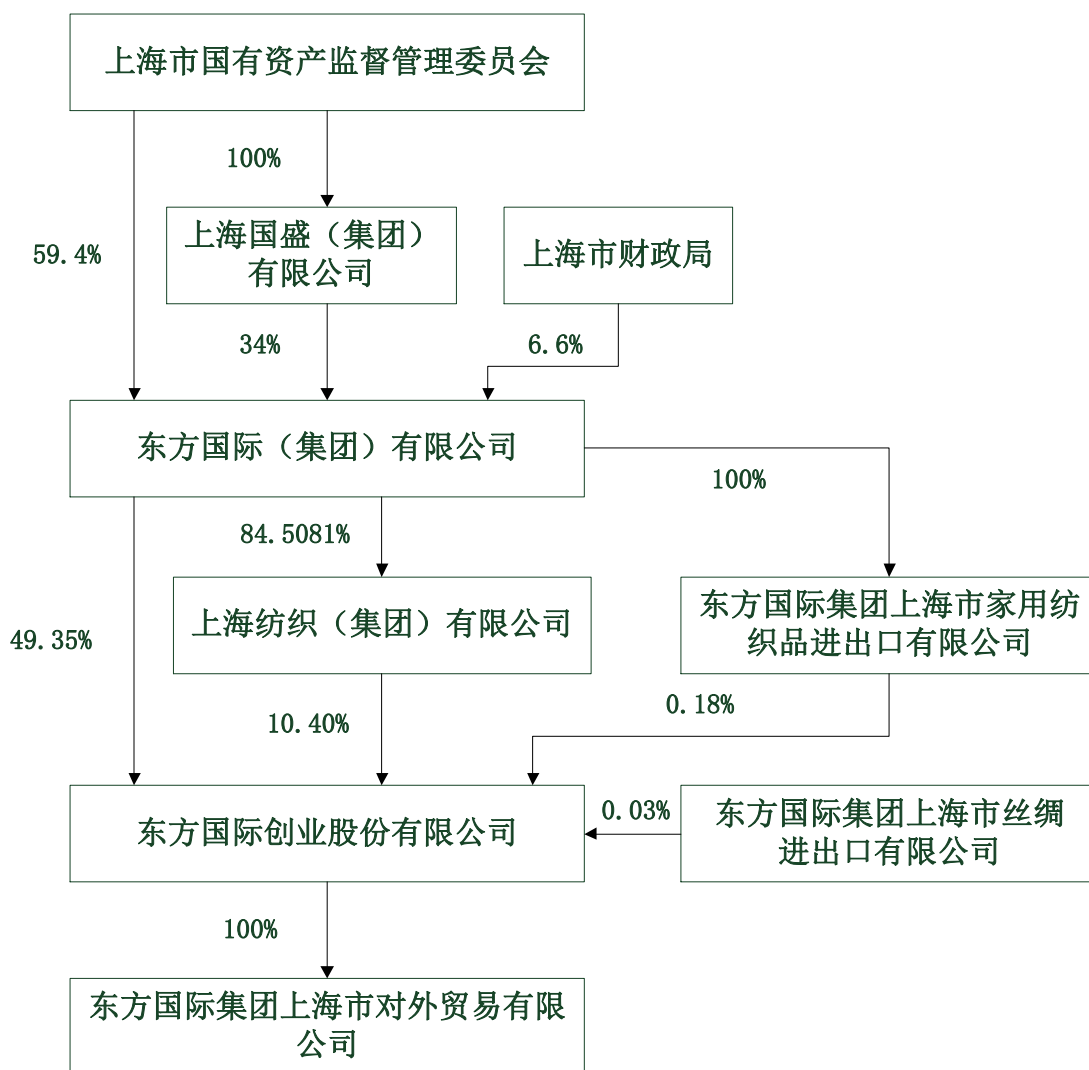 上海市国有资产监督管理委员会
100%
59.4%
上海国盛（集团）
有限公司
上海市财政局
34%
6.6%
东方国际（集团）有限公司
100%
84.5081%
49.35%
上海纺织（集团）有限公司
东方国际集团上海市家用纺
织品进出口有限公司
10.40%
0.18%
东方国际创业股份有限公司
0.03%
东方国际集团上海市丝绸
进出口有限公司
100%
东方国际集团上海市对外贸易有限
公司